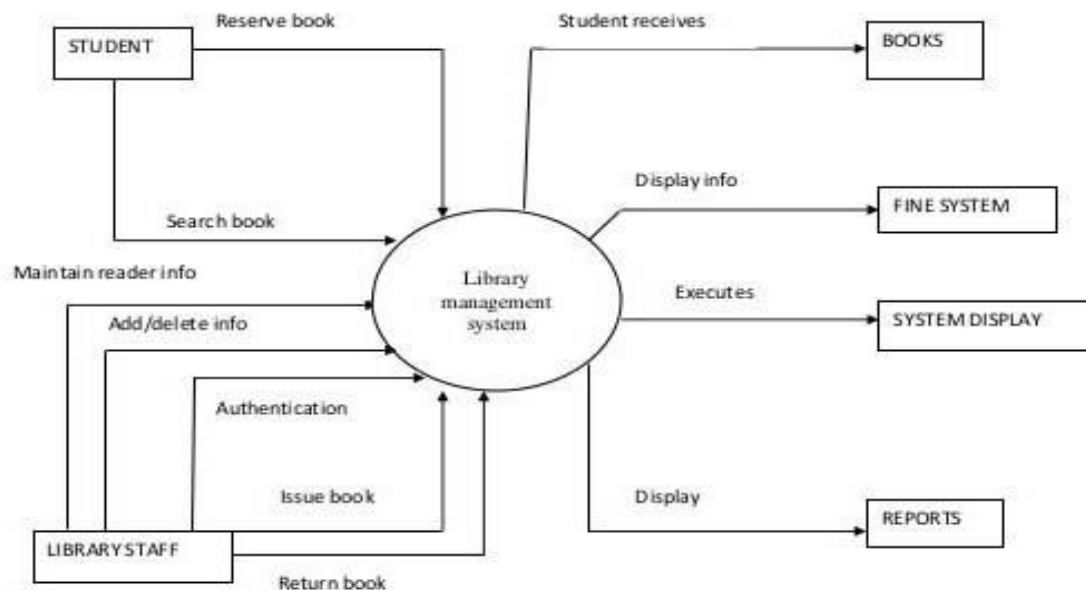 Reserve book
Student receives
STUDENT
BOOKS
Display info
FINE SYSTEM
Search book
Maintain reader info
Library
management
system
Executes
SYSTEM DISPLAY
Add/delete info
Authentication
Issue book
Display
REPORTS
LIBRARY STAFF
Return book